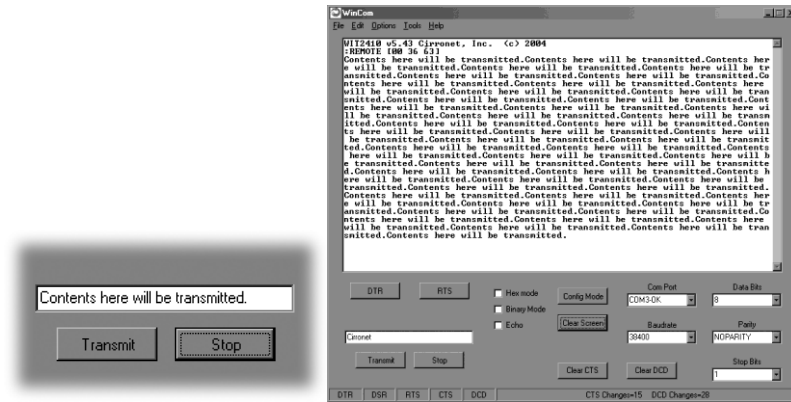 Contents here will be transmitted.
Transmit Stop
WinCom
File Edit Options Tools Help
WIT2410 v5.43 Cirronet, Inc. (c) 2004
:REMOTE [00 36 63]
Contents here will be transmitted.Contents here will be transmitted.Contents her
e will be transmitted.Contents here will be transmitted.Contents here will be tr
ansmitted.Contents here will be transmitted.Contents here will be transmitted.Co
ntents here will be transmitted.Contents here will be transmitted.Contents here
will be transmitted.Contents here will be transmitted.Contents here will be tran
smitted.Contents here will be transmitted.Contents here will be transmitted.Cont
ents here will be transmitted.Contents here will be transmitted.Contents here wi
ll be transmitted.Contents here will be transmitted.Contents here will be transm
itted.Contents here will be transmitted.Contents here will be transmitted.Conten
ts here will be transmitted.Contents here will be transmitted.Contents here will
be transmitted.Contents here will be transmitted.Contents here will be transmit
ted.Contents here will be transmitted.Contents here will be transmitted.Contents
here will be transmitted.Contents here will be transmitted.Contents here will b
e transmitted.Contents here will be transmitted.Contents here will be transmitte
d.Contents here will be transmitted.Contents here will be transmitted.Contents h
ere will be transmitted.Contents here will be transmitted.Contents here will be
transmitted.Contents here will be transmitted.Contents here will be transmitted.
Contents here will be transmitted.Contents here will be transmitted.Contents her
e will be transmitted.Contents here will be transmitted.Contents here will be tr
ansmitted.Contents here will be transmitted.Contents here will be transmitted.Co
ntents here will be transmitted.Contents here will be transmitted.Contents here
will be transmitted.Contents here will be transmitted.Contents here will be tran
smitted.Contents here will be transmitted.
DTR RTS Hex mode Config Mode Com Port Data Bits
COM3-OK 8
Binary Mode
Echo Clear Screen Baudrate Parity
Cirronet 38400 NOPARITY
Transmit Stop Clear CTS Clear DCD Stop Bits
1
DTR DSR RTS CTS DCD CTS Changes=15 DCD Changes=28